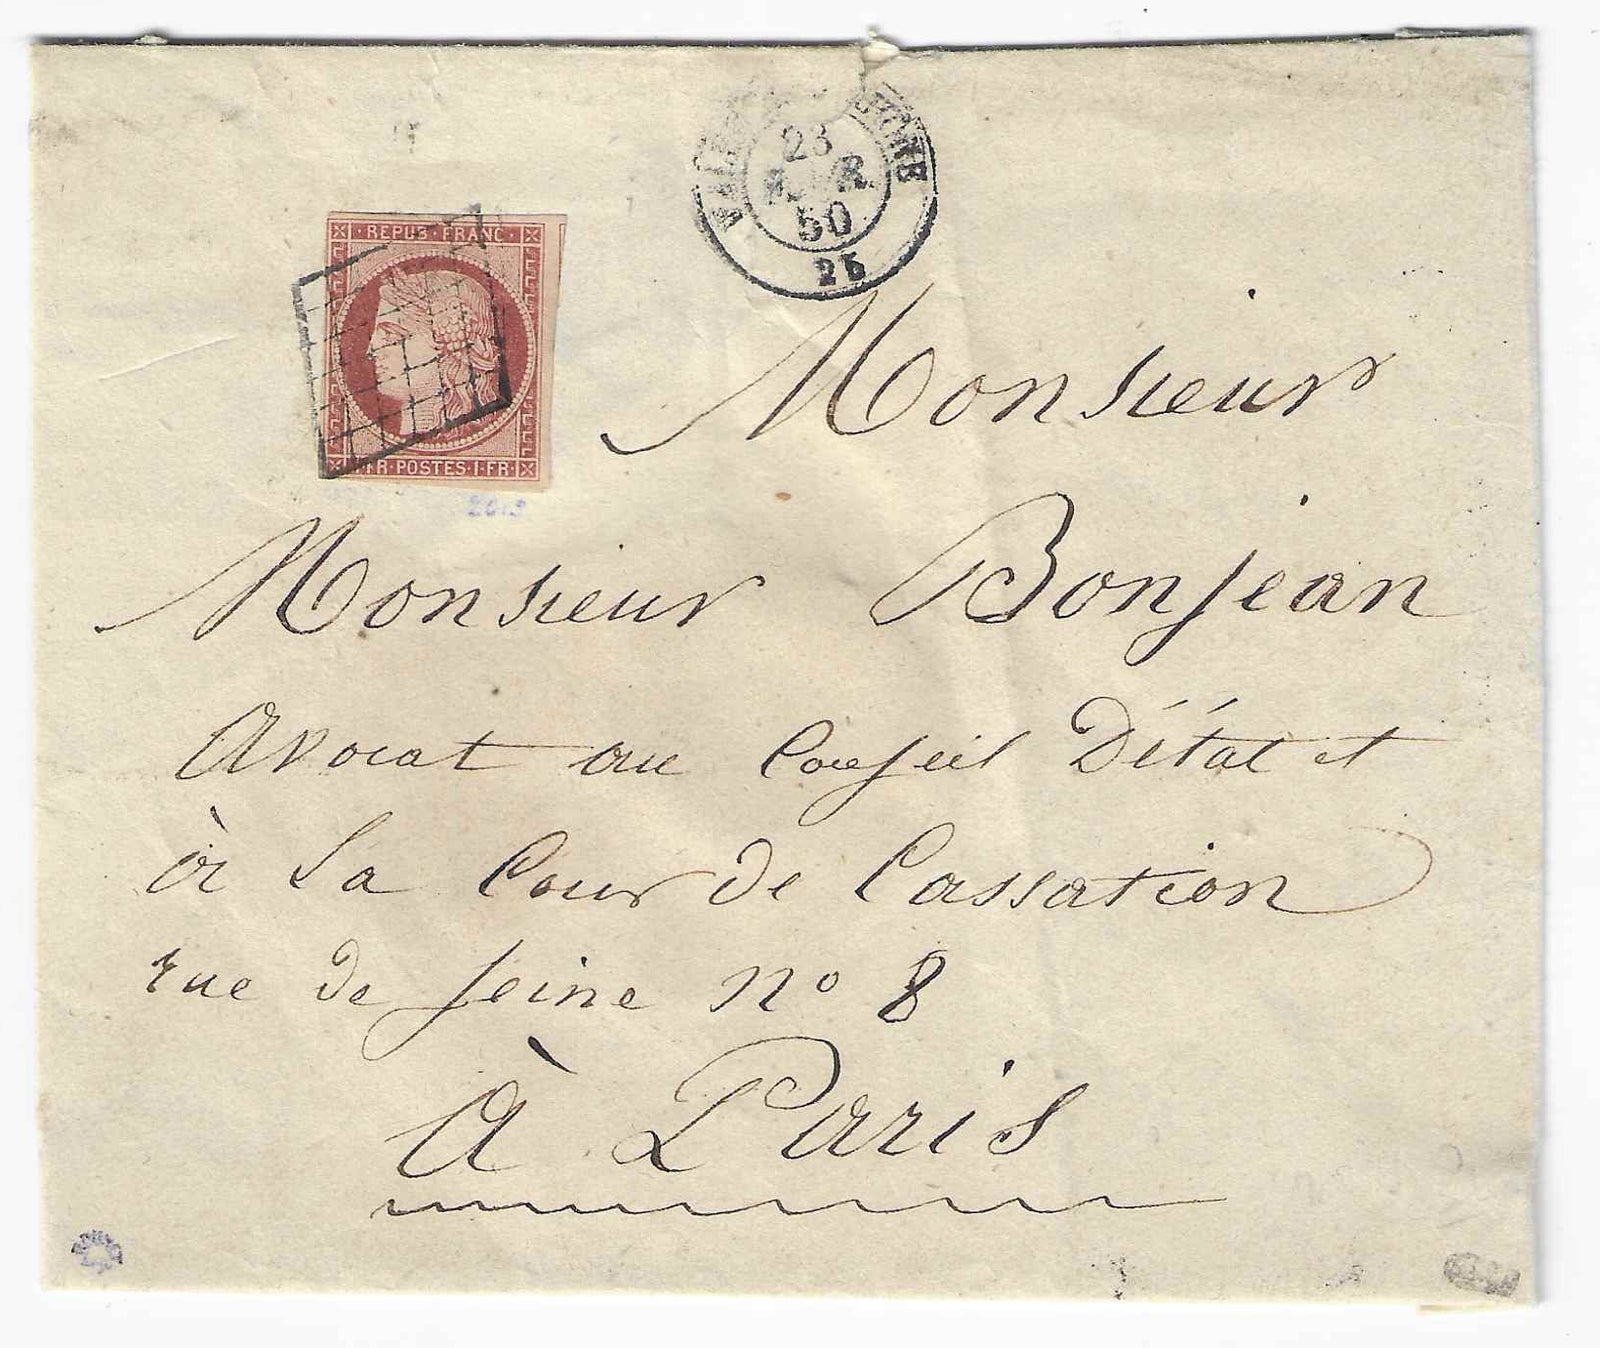 23
AVR.
50
25
REPUB·FRANC·
1·FR·POSTES·1·FR·
Monsieur
Monsieur Bonjean
Avocat au Conseil D'État et
à La Cour de Cassation
rue de Seine n° 8
à Paris